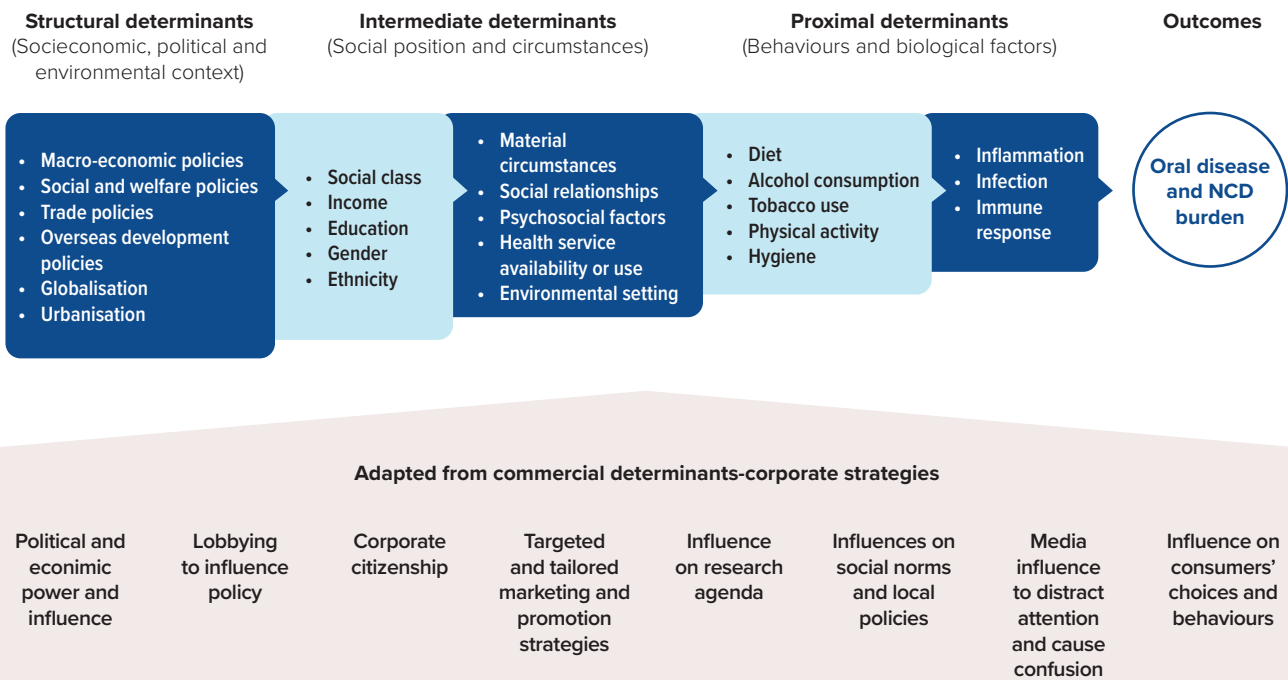 Structural determinants
(Socieconomic, political and
environmental context)
Intermediate determinants
(Social position and circumstances)
Proximal determinants
(Behaviours and biological factors)
Outcomes
• Macro-economic policies
• Social and welfare policies
• Trade policies
• Overseas development
policies
• Globalisation
• Urbanisation
• Social class
• Income
• Education
• Gender
• Ethnicity
• Material
circumstances
• Social relationships
• Psychosocial factors
• Health service
availability or use
• Environmental setting
• Diet
• Alcohol consumption
• Tobacco use
• Physical activity
• Hygiene
• Inflammation
• Infection
• Immune
response
Oral disease
and NCD
burden
Adapted from commercial determinants-corporate strategies
Political and
econimic
power and
influence
Lobbying
to influence
policy
Corporate
citizenship
Targeted
and tailored
marketing and
promotion
strategies
Influence
on research
agenda
Influences on
social norms
and local
policies
Media
influence
to distract
attention
and cause
confusion
Influence on
consumers’
choices and
behaviours